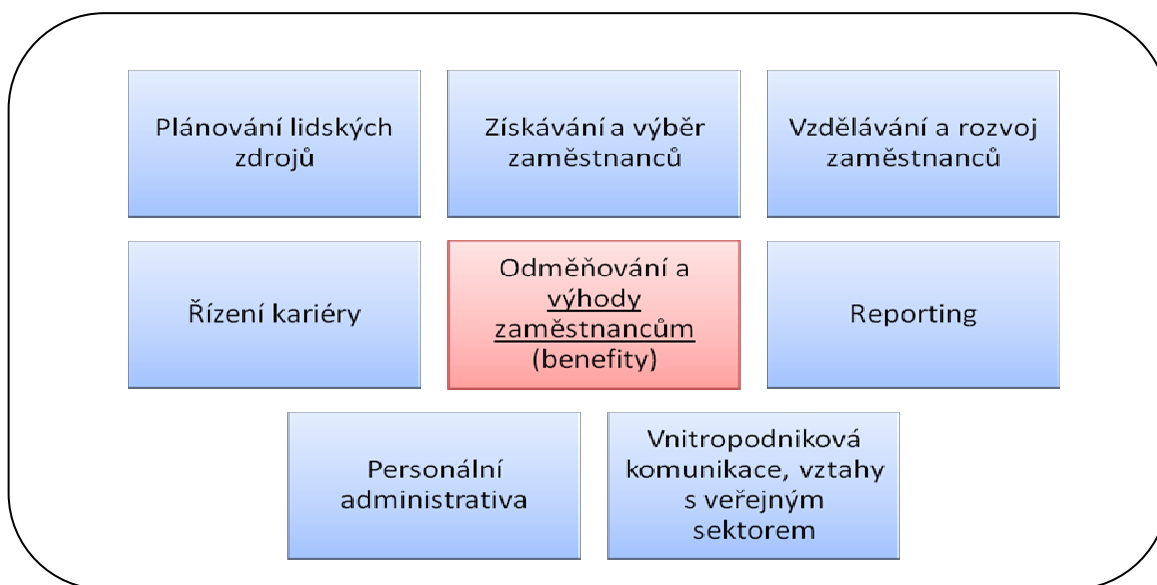 Plánování lidských
zdrojů
Získávání a výběr
zaměstnanců
Vzdělávání a rozvoj
zaměstnanců
Řízení kariéry
Odměňování a
výhody
zaměstnancům
(benefity)
Reporting
Personální
administrativa
Vnitropodniková
komunikace, vztahy
s veřejným
sektorem